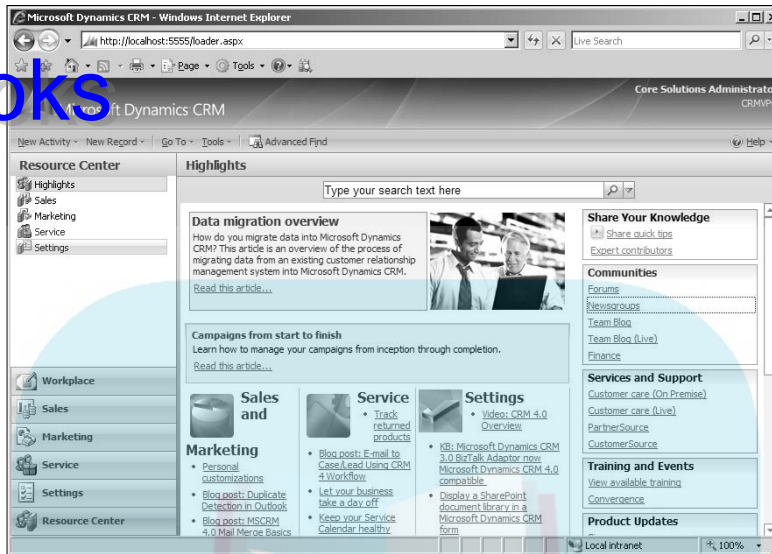 Microsoft Dynamics CRM - Windows Internet Explorer
http://localhost:5555/loader.aspx
Live Search
Page
Tools
oks
Microsoft Dynamics CRM
Core Solutions Administrato
CRMVP
New Activity
New Record
Go To
Tools
Advanced Find
Help
Resource Center
Highlights
Sales
Marketing
Service
Settings
Workplace
Sales
Marketing
Service
Settings
Resource Center
Highlights
Type your search text here
Data migration overview
How do you migrate data into Microsoft Dynamics
CRM? This article is an overview of the process of
migrating data from an existing customer relationship
management system into Microsoft Dynamics CRM.
Read this article...
Campaigns from start to finish
Learn how to manage your campaigns from inception through completion.
Read this article...
Sales
and
Marketing
Personal
customizations
Blog post: Duplicate
Detection in Outlook
Blog post: MSCRM
4.0 Mail Merge Basics
Service
Track
returned
products
Blog post: E-mail to
Case/Lead Using CRM
4 Workflow
Let your business
take a day off
Keep your Service
Calendar healthy
Settings
Video: CRM 4.0
Overview
KB: Microsoft Dynamics CRM
3.0 BizTalk Adaptor now
Microsoft Dynamics CRM 4.0
compatible
Display a SharePoint
document library in a
Microsoft Dynamics CRM
form
Share Your Knowledge
Share quick tips
Expert contributors
Communities
Forums
Newsgroups
Team Blog
Team Blog (Live)
Finance
Services and Support
Customer care (On Premise)
Customer care (Live)
PartnerSource
CustomerSource
Training and Events
View available training
Convergence
Product Updates
Local intranet
100%